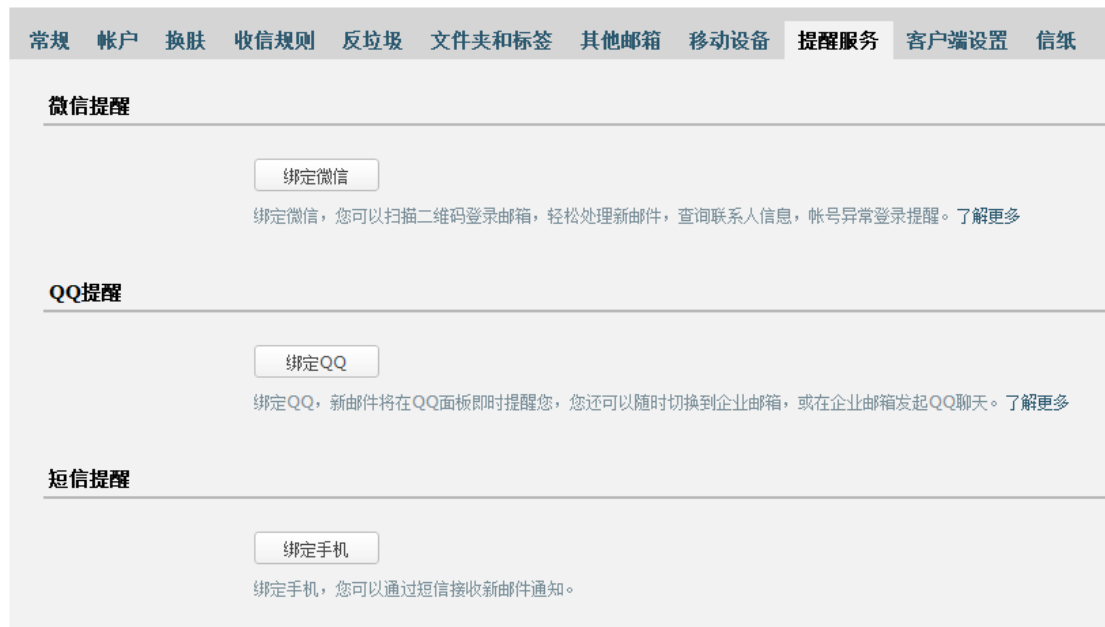 常规 帐户 换肤 收信规则 反垃圾 文件夹和标签 其他邮箱 移动设备 提醒服务 客户端设置 信纸
微信提醒
绑定微信
绑定微信，您可以扫描二维码登录邮箱，轻松处理新邮件，查询联系人信息，帐号异常登录提醒。了解更多
QQ提醒
绑定QQ
绑定QQ，新邮件将在QQ面板即时提醒您，您还可以随时切换到企业邮箱，或在企业邮箱发起QQ聊天。了解更多
短信提醒
绑定手机
绑定手机，您可以通过短信接收新邮件通知。